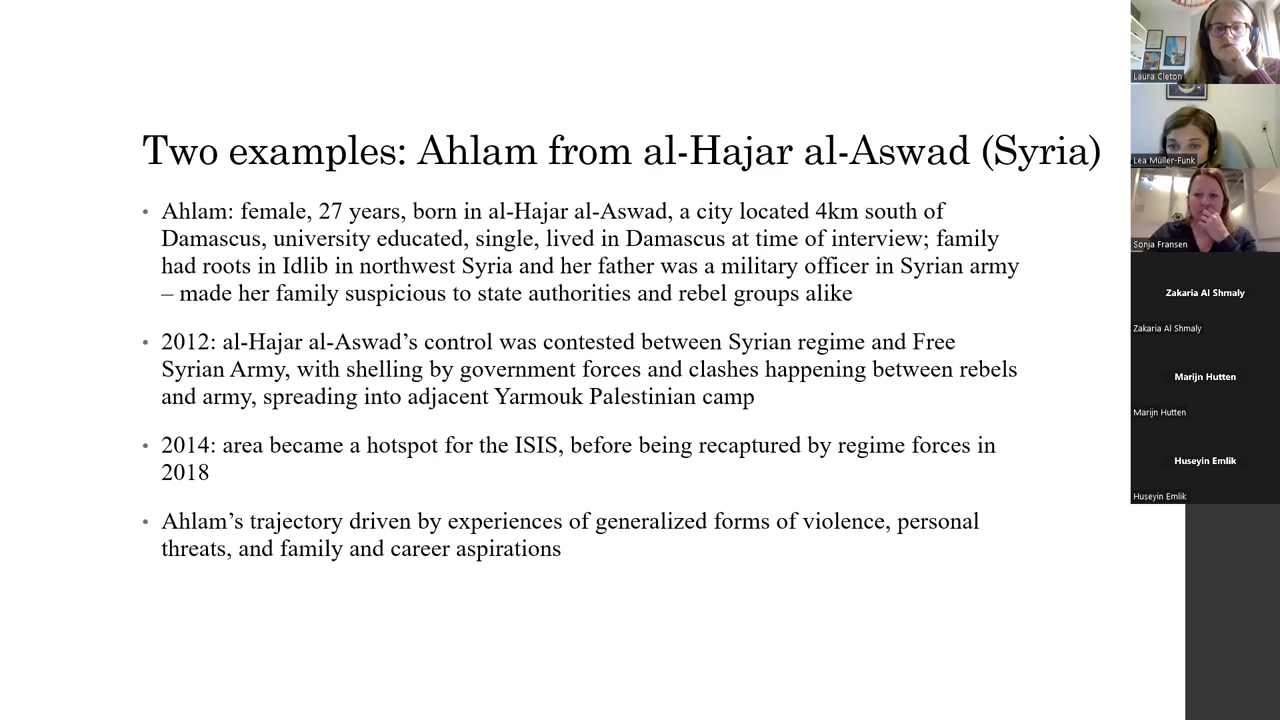 Two examples: Ahlam from al-Hajar al-Aswad (Syria)
• Ahlam: female, 27 years, born in al-Hajar al-Aswad, a city located 4km south of
Damascus, university educated, single, lived in Damascus at time of interview; family
had roots in Idlib in northwest Syria and her father was a military officer in Syrian army
– made her family suspicious to state authorities and rebel groups alike
• 2012: al-Hajar al-Aswad’s control was contested between Syrian regime and Free
Syrian Army, with shelling by government forces and clashes happening between rebels
and army, spreading into adjacent Yarmouk Palestinian camp
• 2014: area became a hotspot for the ISIS, before being recaptured by regime forces in
2018
• Ahlam’s trajectory driven by experiences of generalized forms of violence, personal
threats, and family and career aspirations
Laura Cleton
Lea Müller-Funk
Sonja Fransen
Zakaria Al Shmaly
Zakaria Al Shmaly
Marijn Hutten
Marijn Hutten
Huseyin Emlik
Huseyin Emlik